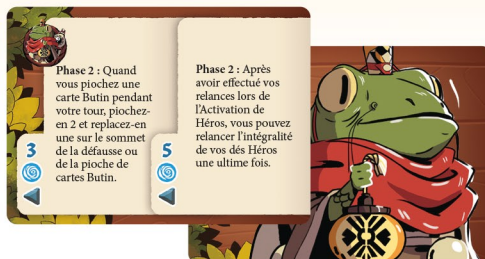 Phase 2 : Quand
vous piochez une
carte Butin pendant
votre tour, piochez-
en 2 et replacez-en
une sur le sommet
de la défausse ou
de la pioche de
cartes Butin.
3
Phase 2 : Après
avoir effectué vos
relances lors de
l'Activation de
Héros, vous pouvez
relancer l'intégralité
de vos dés Héros
une ultime fois.
5